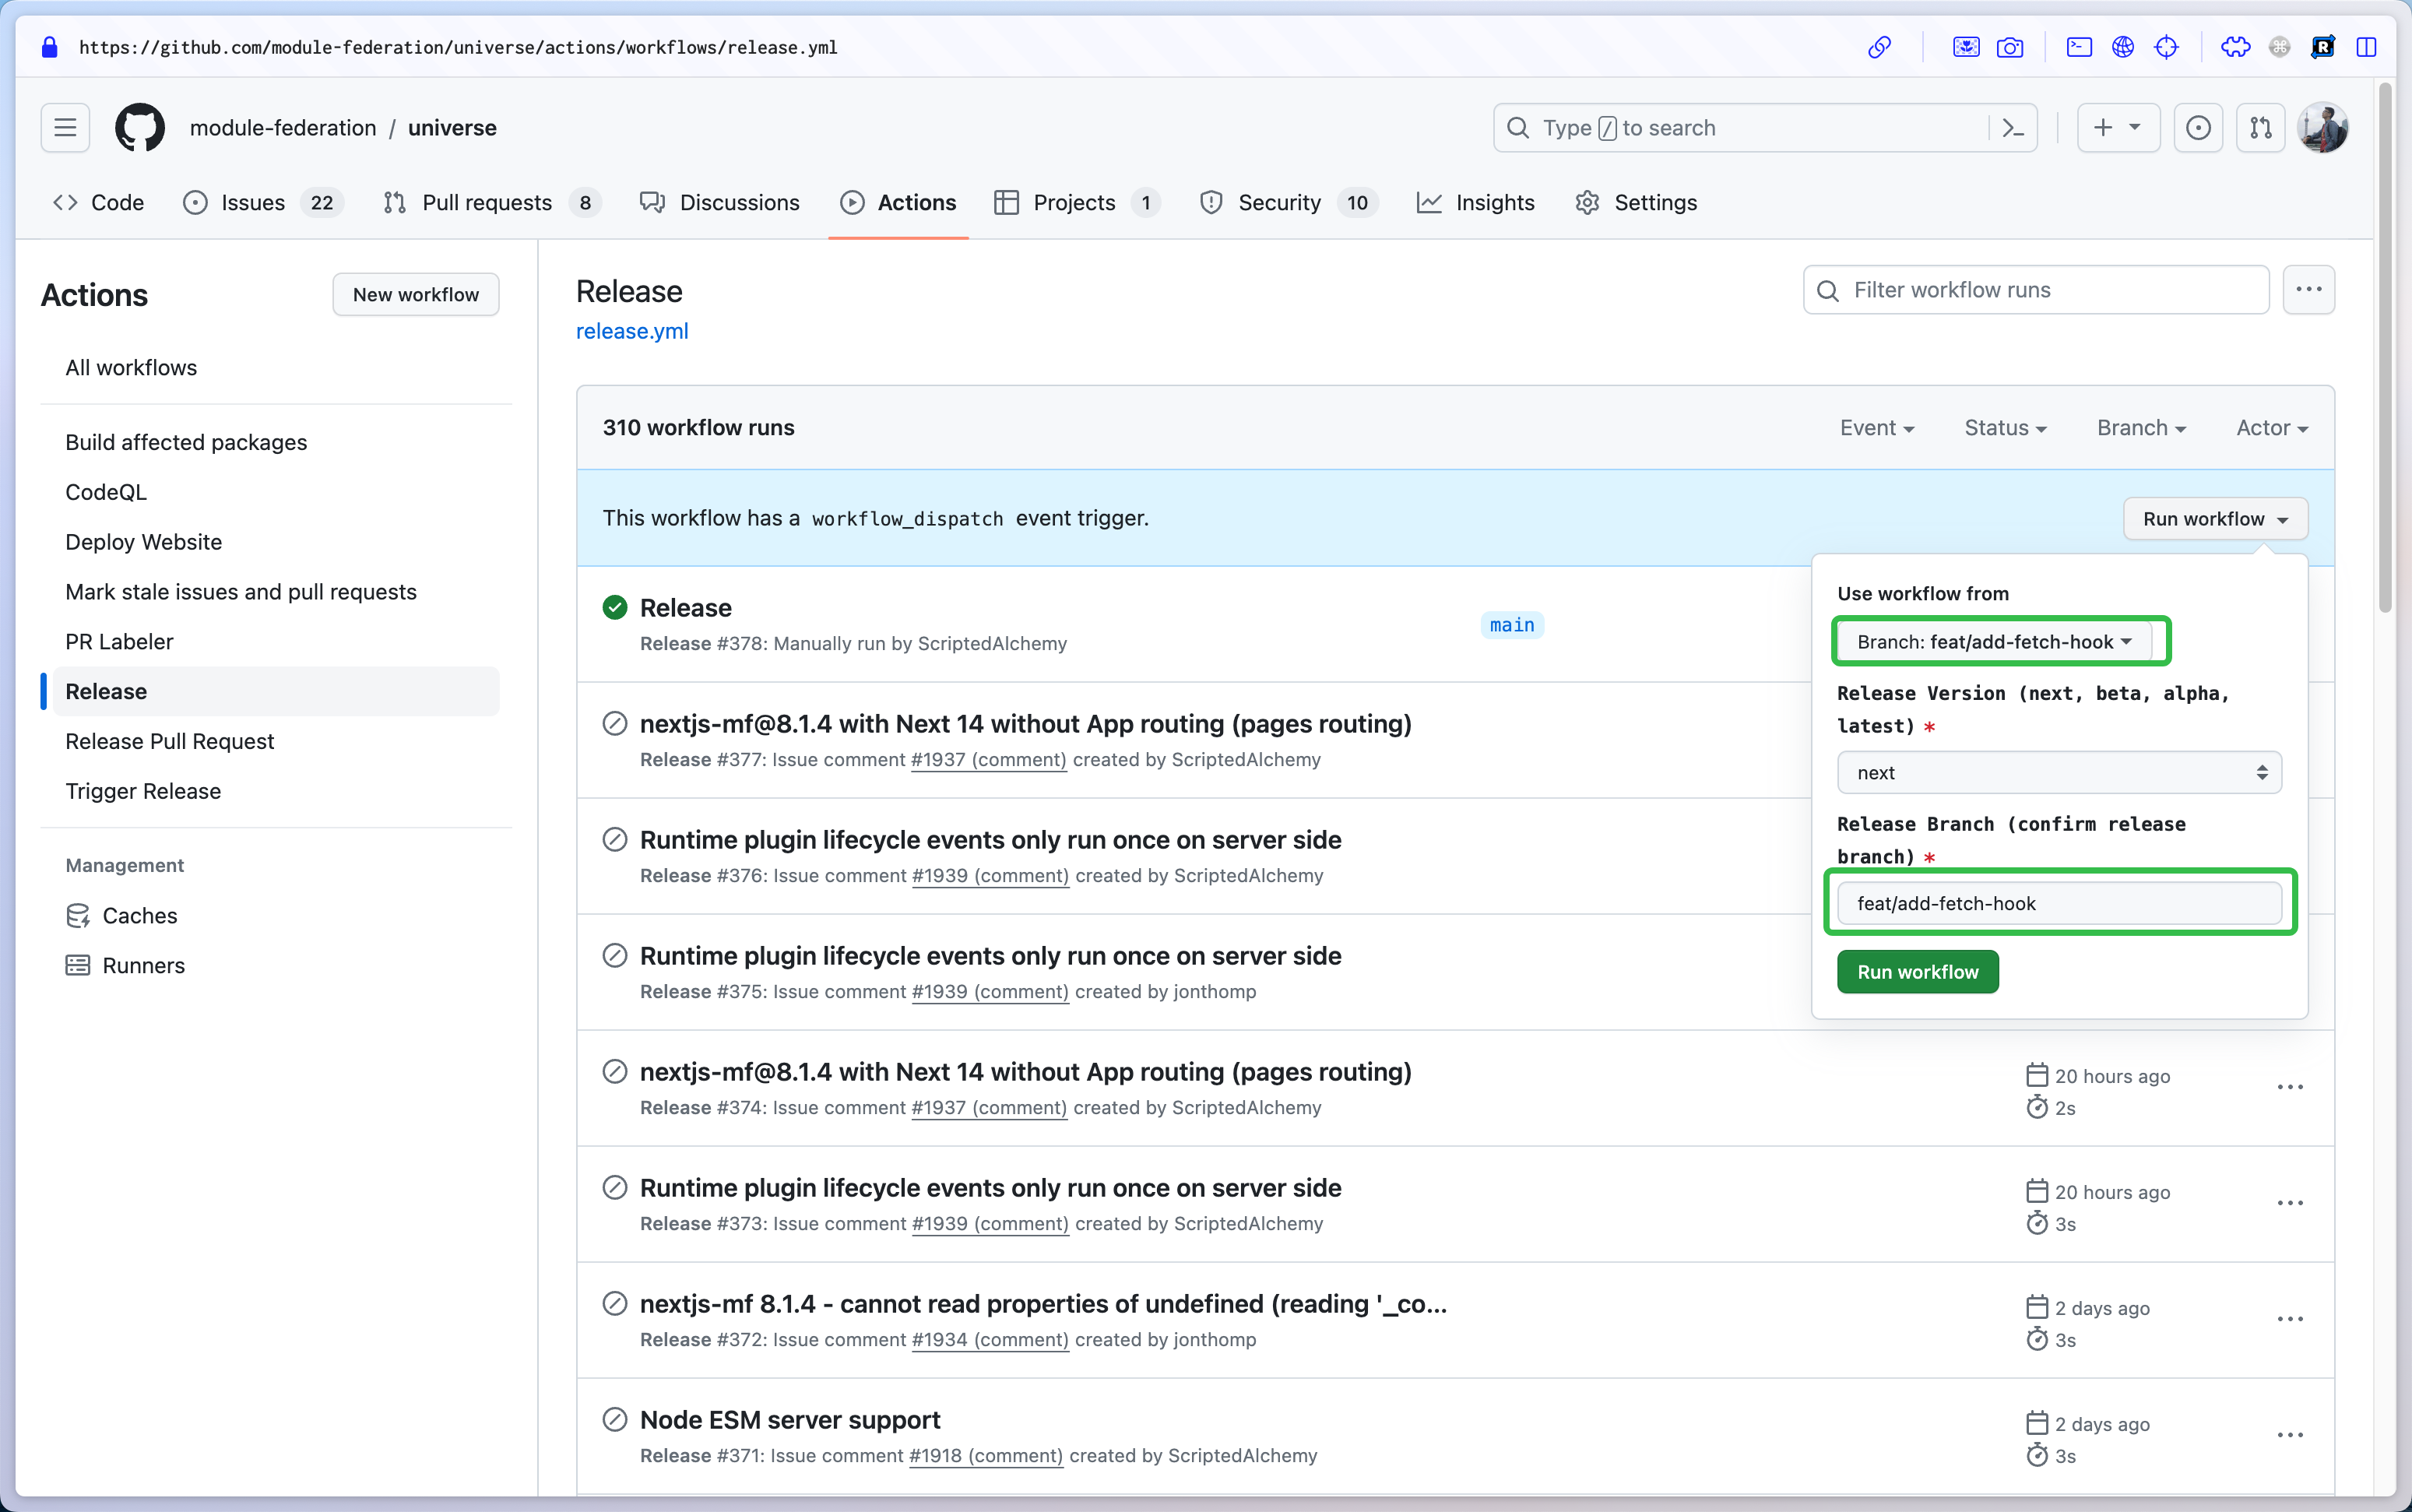 https://github.com/module-federation/universe/actions/workflows/release.yml
module-federation / universe
Type / to search
Code
Issues 22
Pull requests 8
Discussions
Actions
Projects 1
Security 10
Insights
Settings
Actions
New workflow
All workflows
Build affected packages
CodeQL
Deploy Website
Mark stale issues and pull requests
PR Labeler
Release
Release Pull Request
Trigger Release
Management
Caches
Runners
Release
release.yml
Filter workflow runs
310 workflow runs
Event
Status
Branch
Actor
This workflow has a workflow_dispatch event trigger.
Run workflow
Use workflow from
Branch: feat/add-fetch-hook
Release Version (next, beta, alpha,
latest) *
next
Release Branch (confirm release
branch) *
feat/add-fetch-hook
Run workflow
Release
Release #378: Manually run by ScriptedAlchemy
main
nextjs-mf@8.1.4 with Next 14 without App routing (pages routing)
Release #377: Issue comment #1937 (comment) created by ScriptedAlchemy
Runtime plugin lifecycle events only run once on server side
Release #376: Issue comment #1939 (comment) created by ScriptedAlchemy
Runtime plugin lifecycle events only run once on server side
Release #375: Issue comment #1939 (comment) created by jonthomp
nextjs-mf@8.1.4 with Next 14 without App routing (pages routing)
Release #374: Issue comment #1937 (comment) created by ScriptedAlchemy
20 hours ago
2s
Runtime plugin lifecycle events only run once on server side
Release #373: Issue comment #1939 (comment) created by ScriptedAlchemy
20 hours ago
3s
nextjs-mf 8.1.4 - cannot read properties of undefined (reading '_co...
Release #372: Issue comment #1934 (comment) created by jonthomp
2 days ago
3s
Node ESM server support
Release #371: Issue comment #1918 (comment) created by ScriptedAlchemy
2 days ago
3s